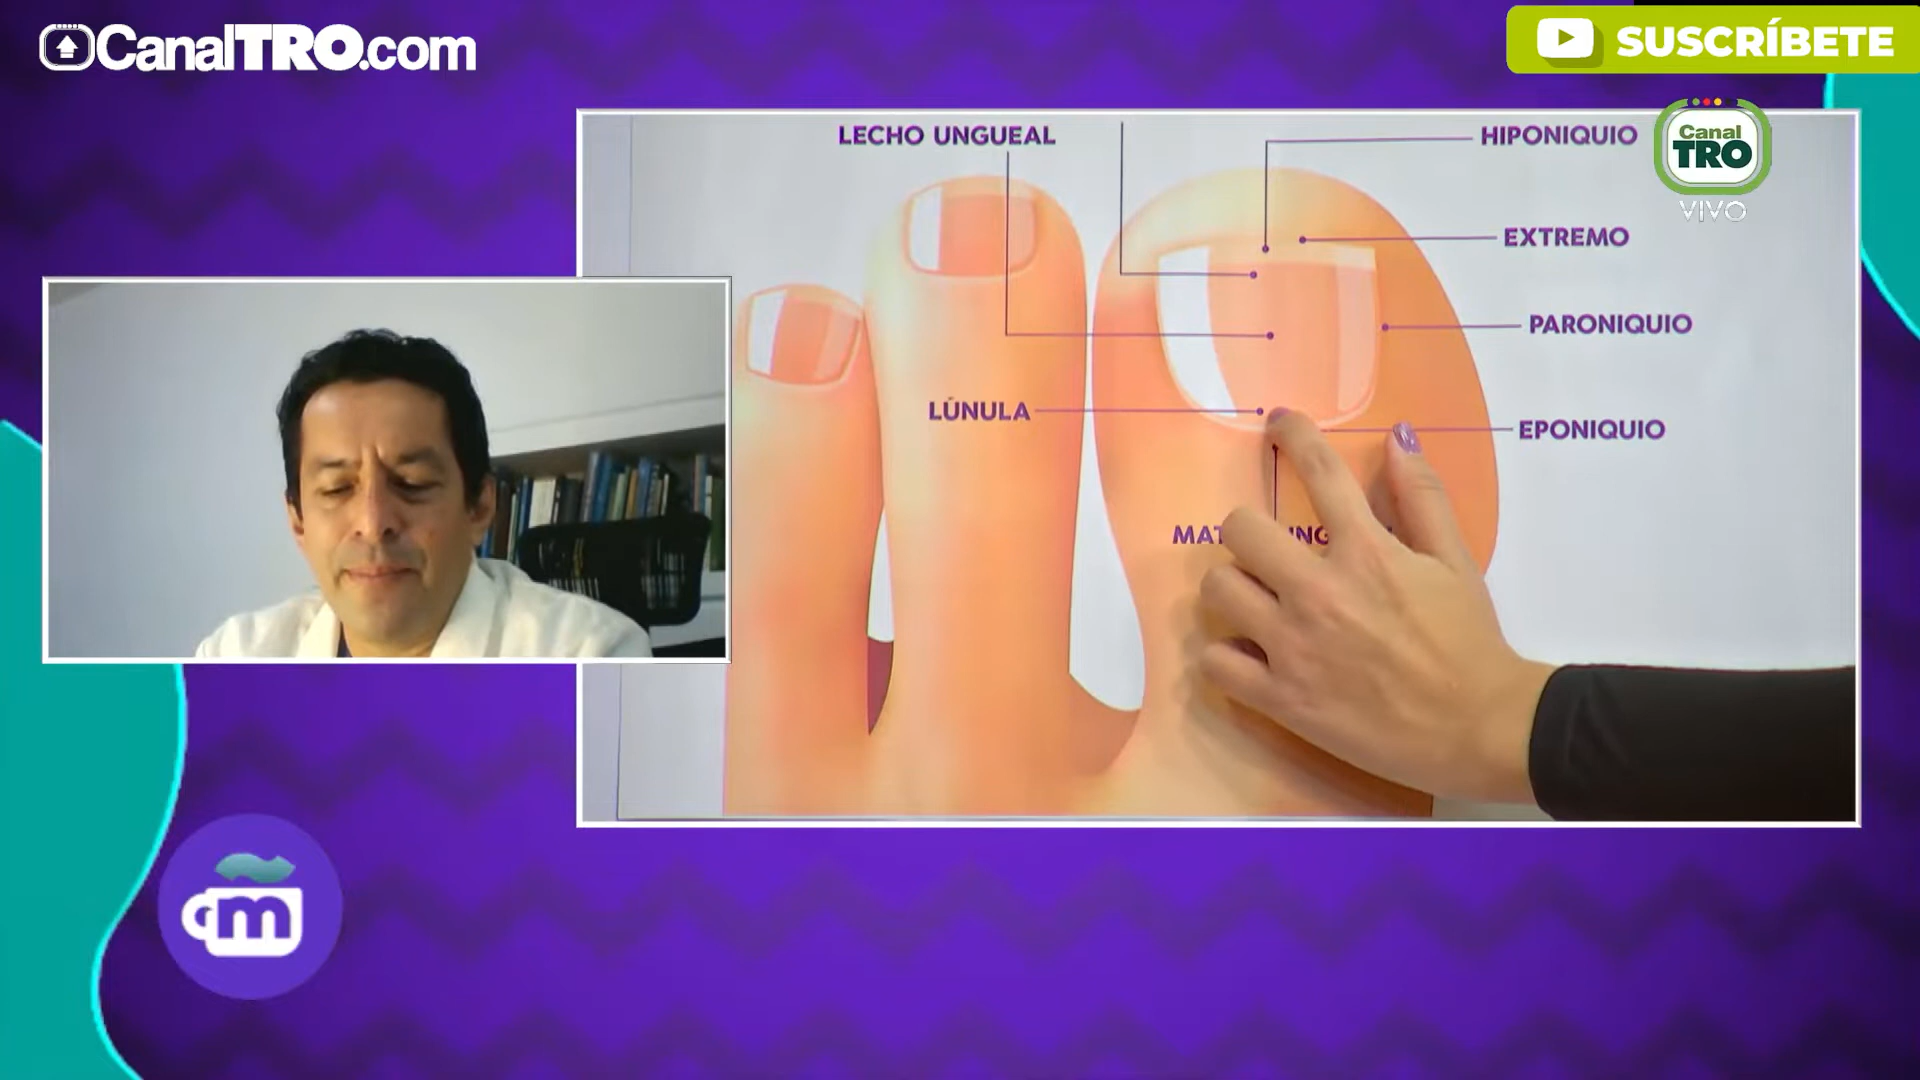 CanalTRO.com
SUSCRÍBETE
LECHO UNGUEAL
HIPONIQUIO
Canal
TRO
VIVO
EXTREMO
PARONIQUIO
LÚNULA
EPONIQUIO
m